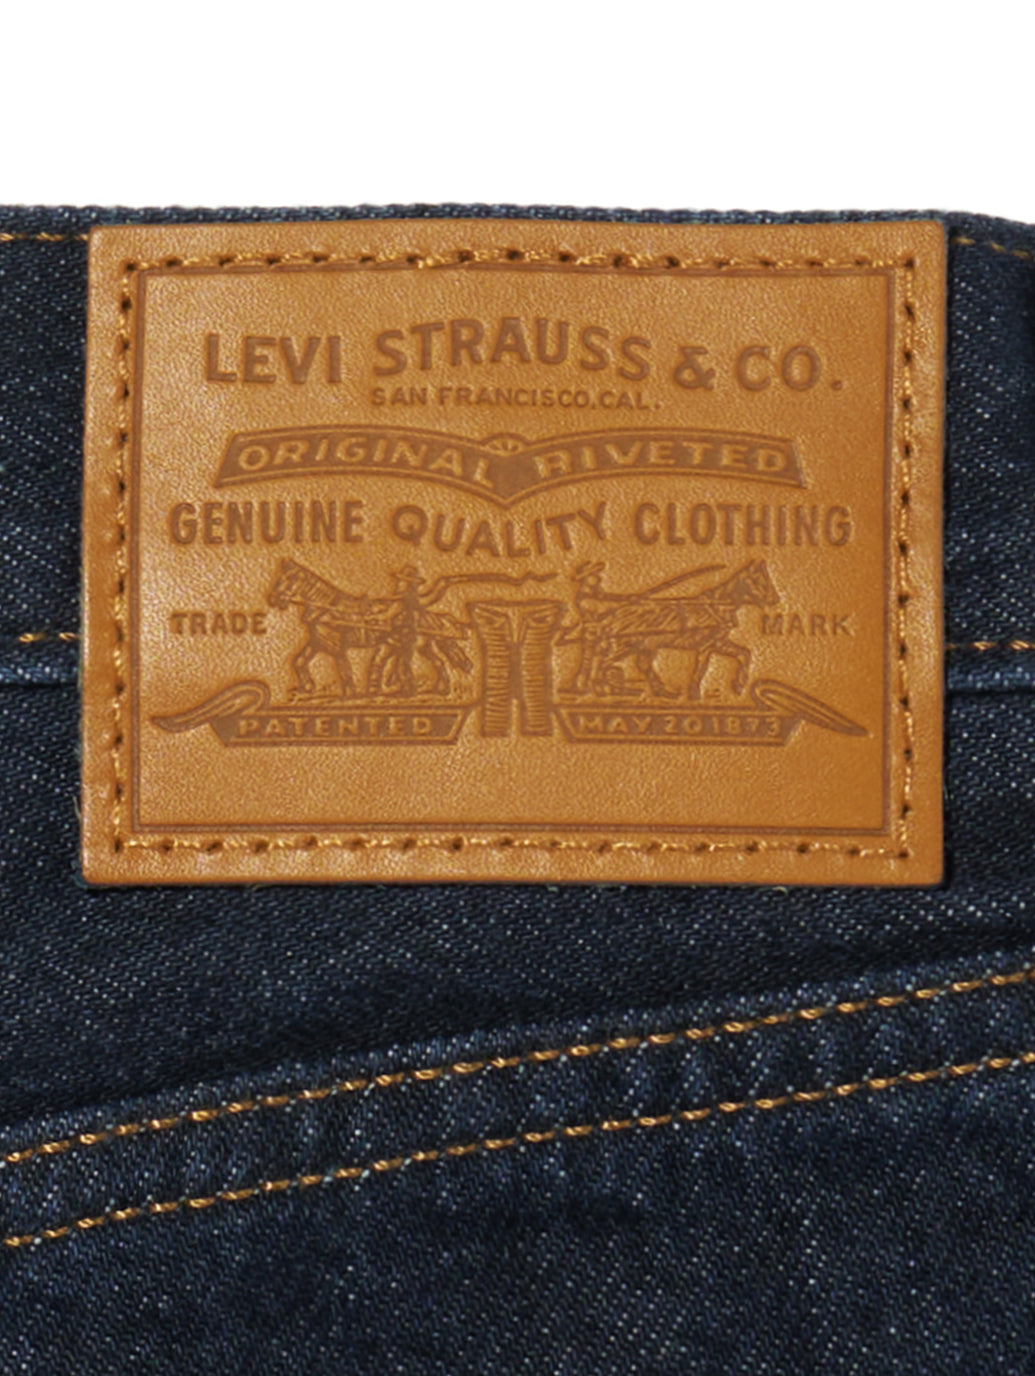 LEVI STRAUSS & CO.
SAN FRANCISCO.CAL.
ORIGINAL RIVETED
GENUINE QUALITY CLOTHING
TRADE MARK
PATENTED MAY 20 1873